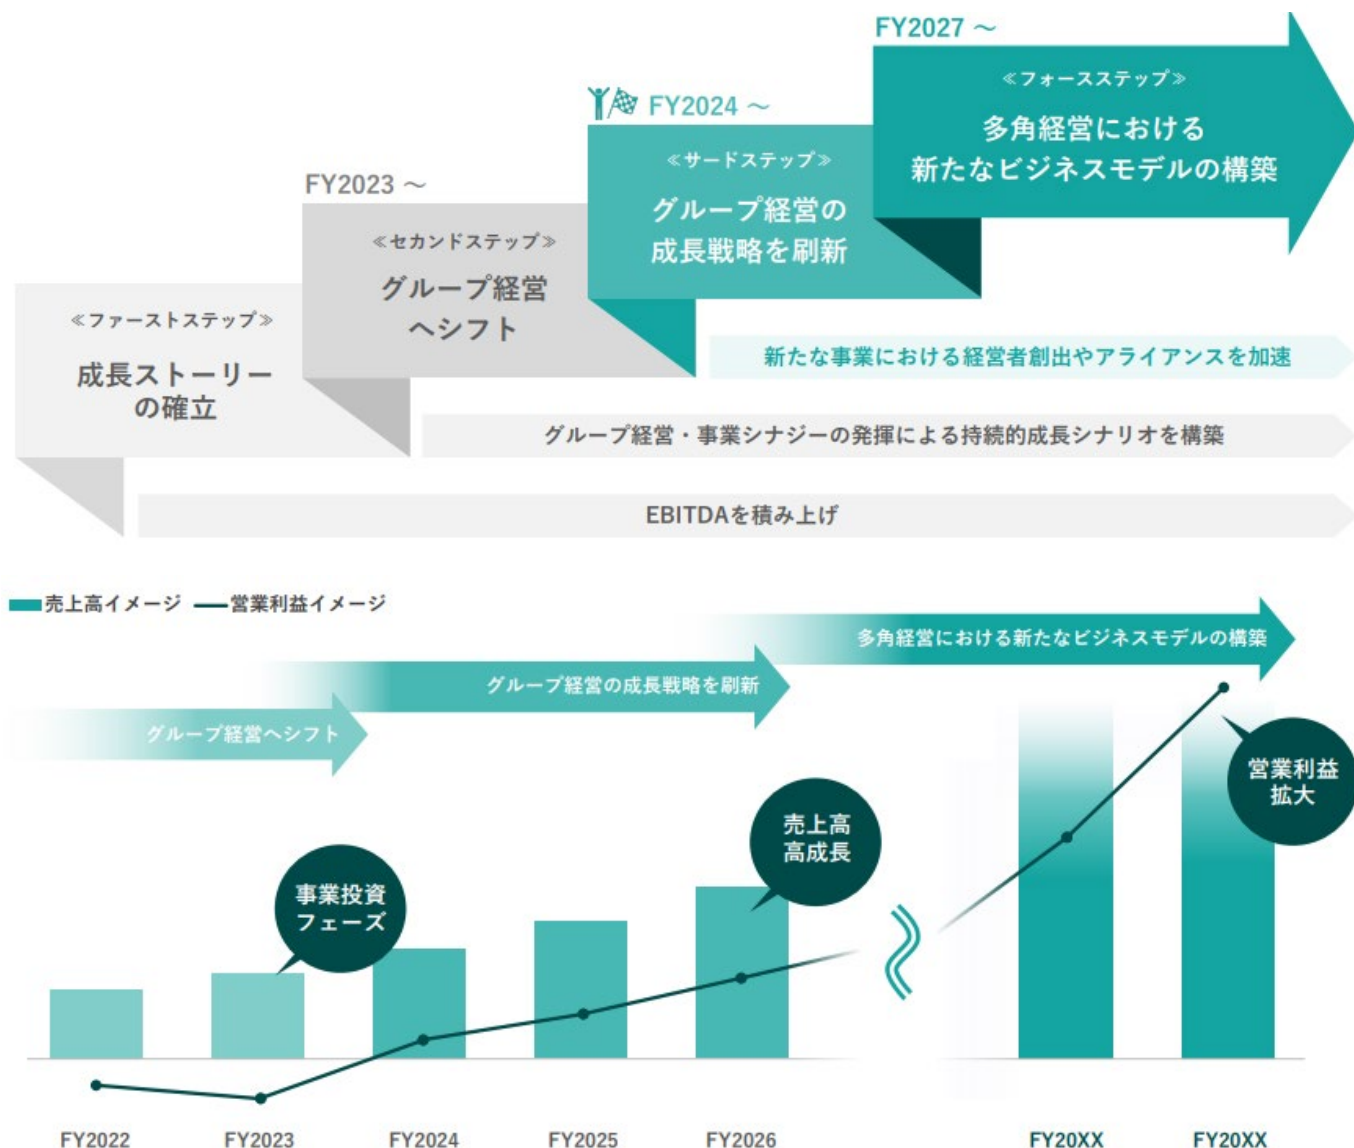 FY2027 ～
≪フォースステップ≫
多角経営における
新たなビジネスモデルの構築
FY2024 ～
≪サードステップ≫
グループ経営の
成長戦略を刷新
FY2023 ～
≪セカンドステップ≫
グループ経営
へシフト
≪ファーストステップ≫
成長ストーリー
の確立
新たな事業における経営者創出やアライアンスを加速
グループ経営・事業シナジーの発揮による持続的成長シナリオを構築
EBITDAを積み上げ
売上高イメージ
営業利益イメージ
多角経営における新たなビジネスモデルの構築
グループ経営の成長戦略を刷新
グループ経営へシフト
営業利益
拡大
売上高
高成長
事業投資
フェーズ
FY2022
FY2023
FY2024
FY2025
FY2026
FY20XX
FY20XX